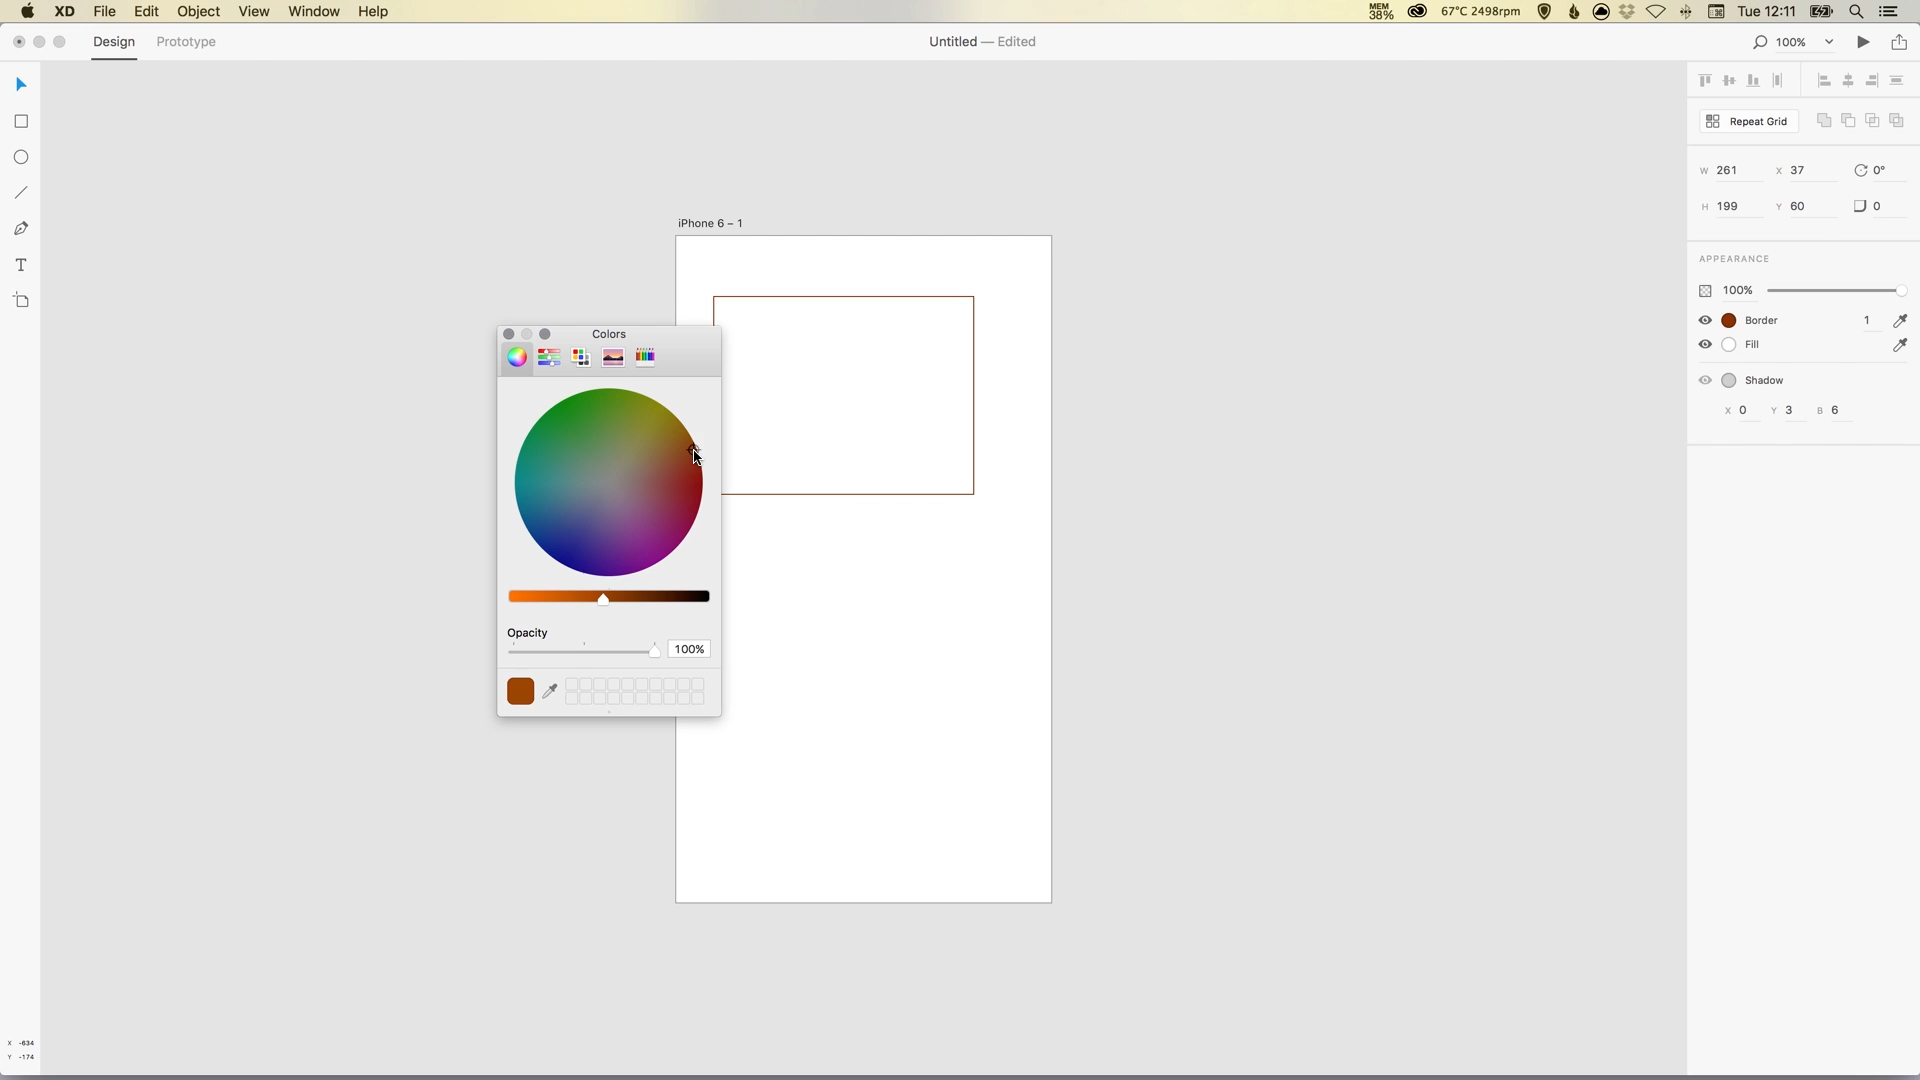 XD File Edit Object View Window Help MEM 38% 67°C 2498rpm Tue 12:11
Design Prototype Untitled — Edited 100%
Repeat Grid
W 261 X 37 0°
H 199 Y 60 0
iPhone 6 – 1
APPEARANCE
100%
Border 1
Fill
Shadow
X 0 Y 3 B 6
Colors
Opacity
100%
X -634
Y -174